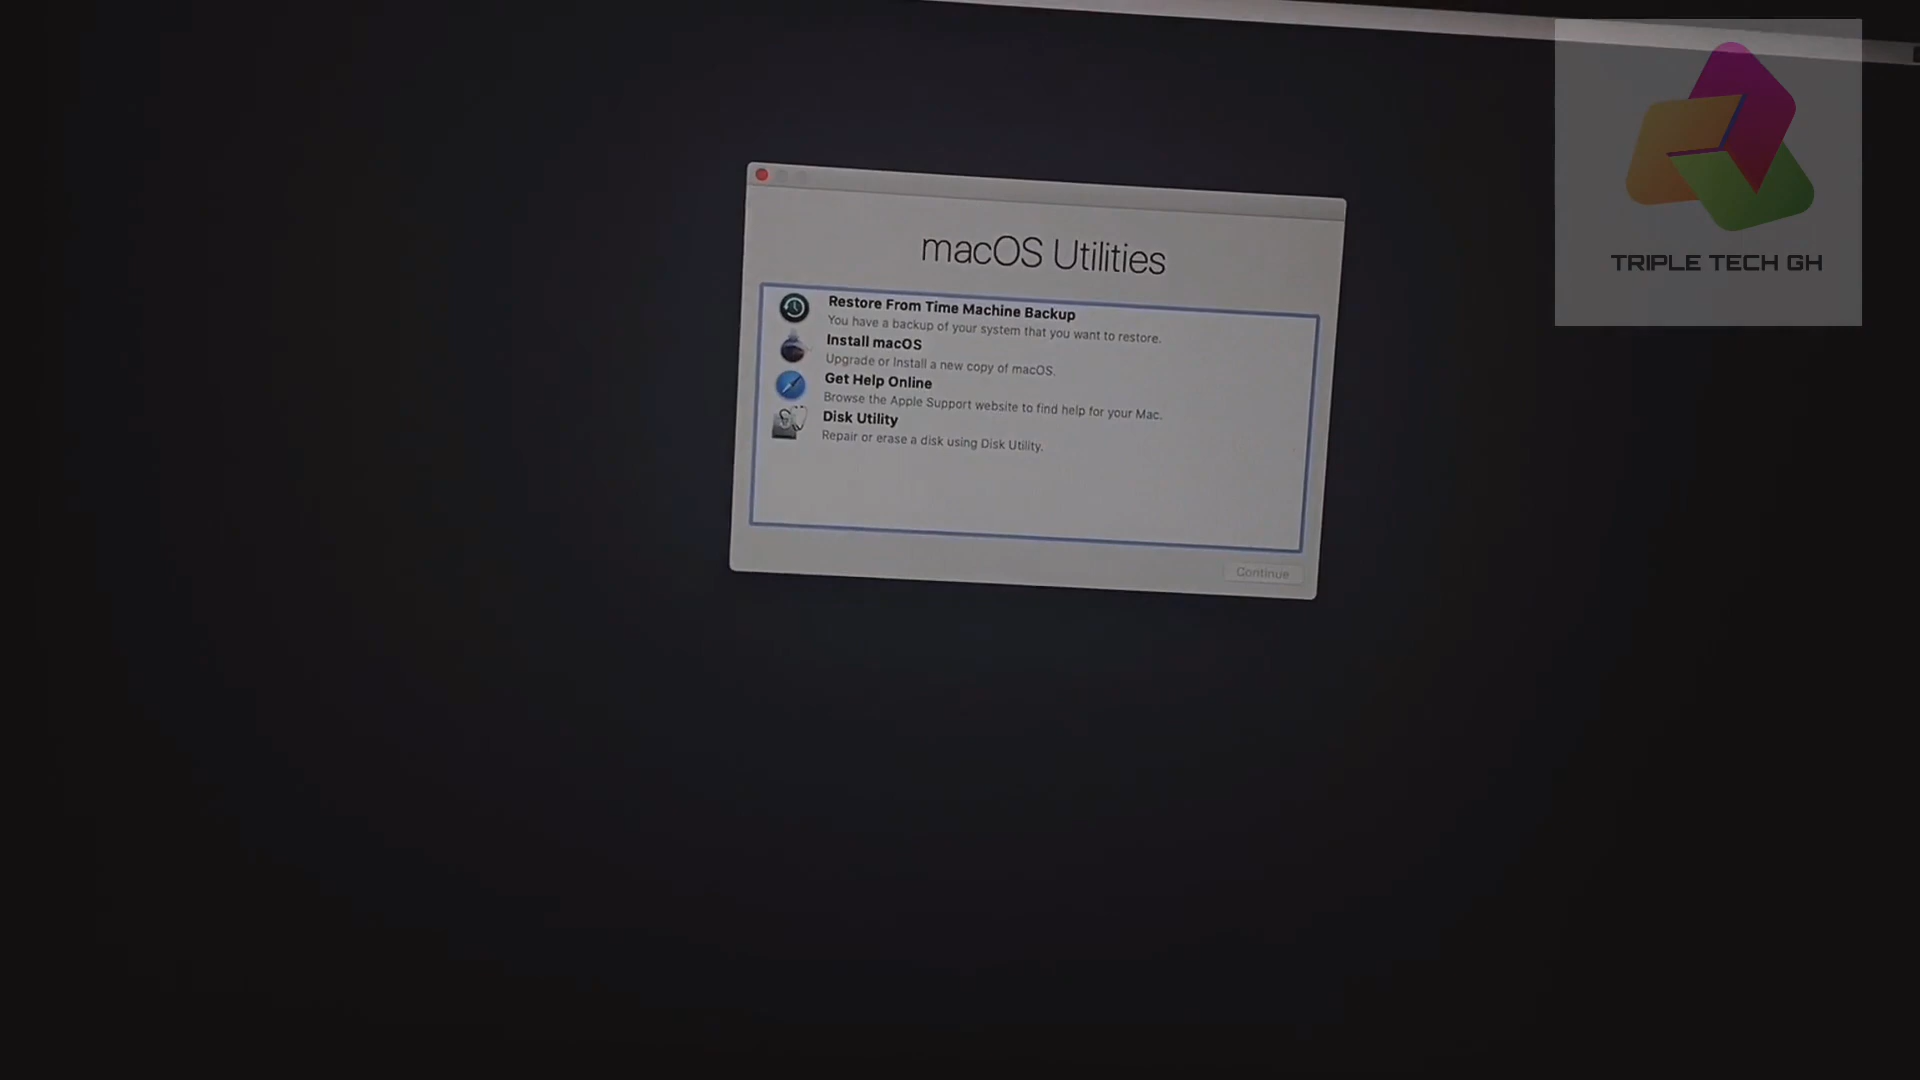 TRIPLE TECH GH
macOS Utilities
Restore From Time Machine Backup
You have a backup of your system that you want to restore.
Install macOS
Upgrade or Install a new copy of macOS.
Get Help Online
Browse the Apple Support website to find help for your Mac.
Disk Utility
Repair or erase a disk using Disk Utility.
Continue